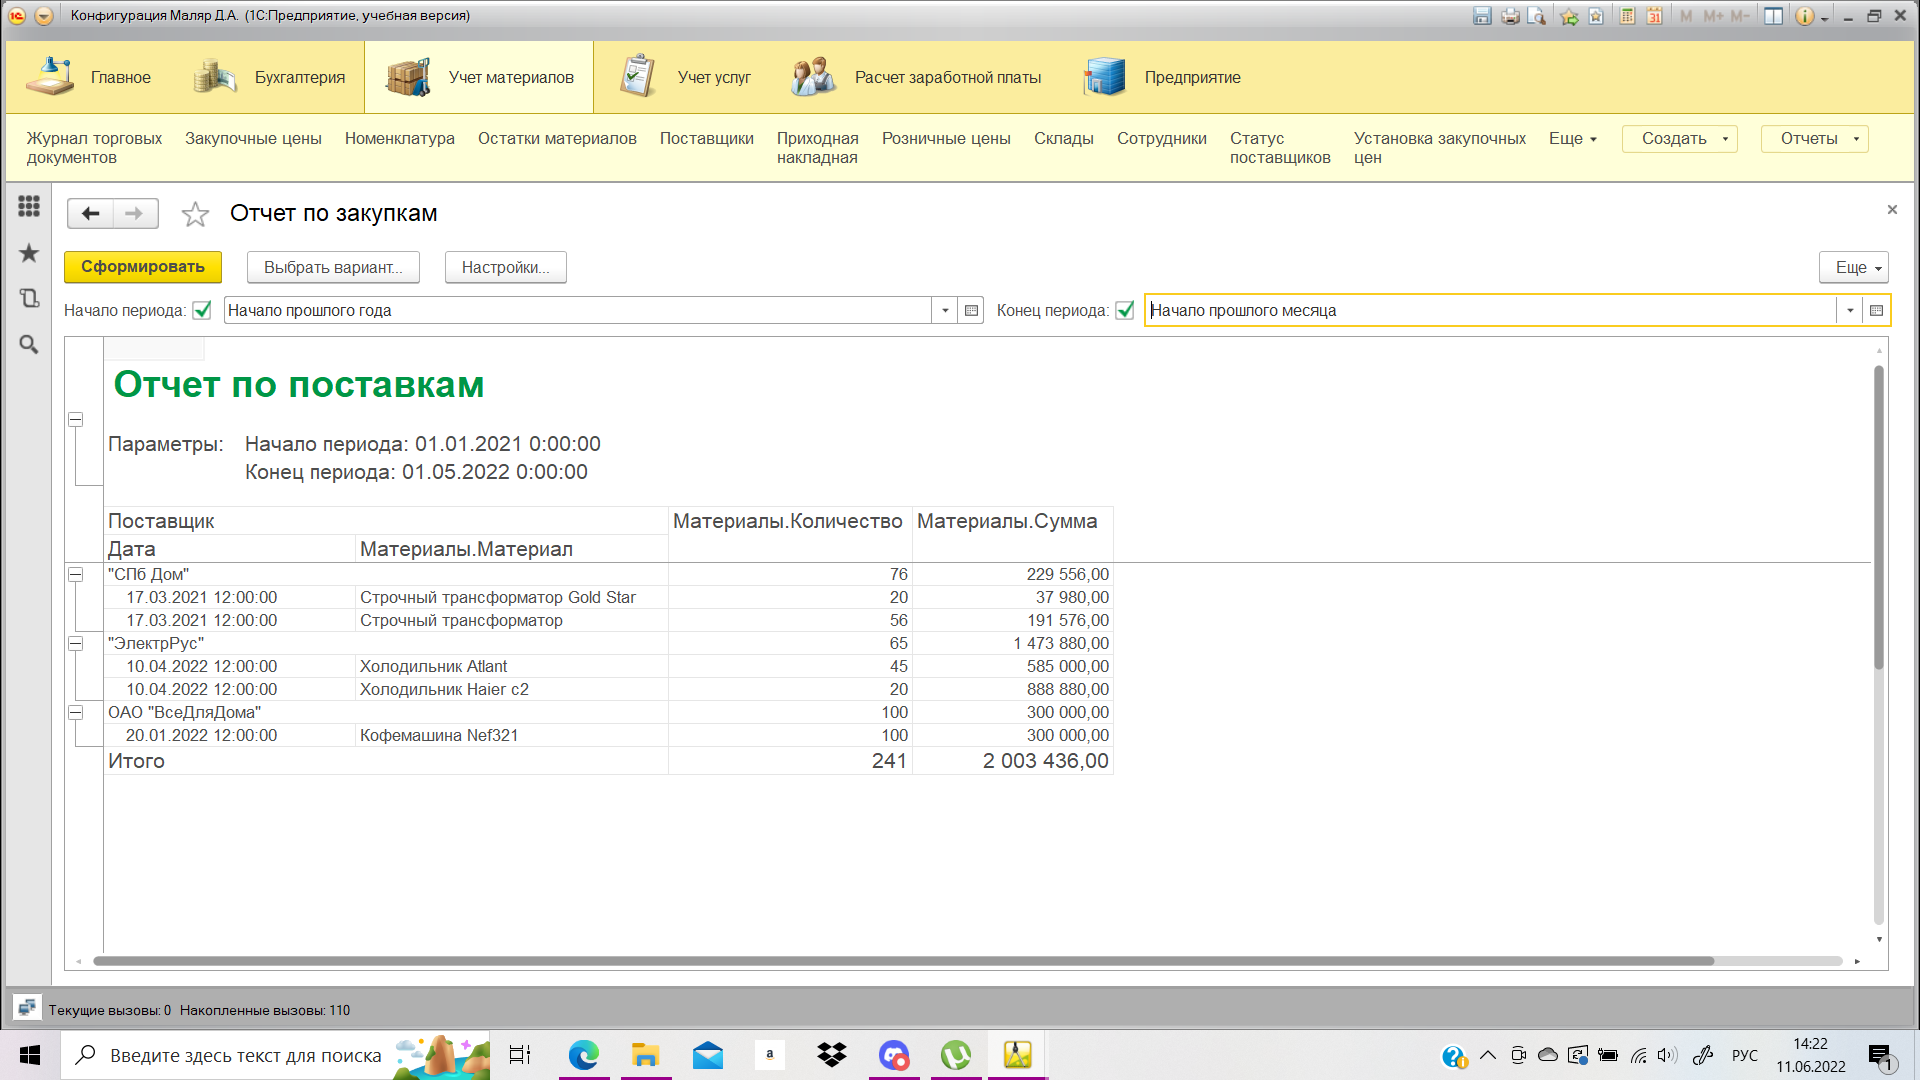 Конфигурация Маляр Д.А. (1С:Предприятие, учебная версия)
M M+ M-
Главное
Бухгалтерия
Учет материалов
Учет услуг
Расчет заработной платы
Предприятие
Журнал торговых документов
Закупочные цены
Номенклатура
Остатки материалов
Поставщики
Приходная накладная
Розничные цены
Склады
Сотрудники
Статус поставщиков
Установка закупочных цен
Еще
Создать
Отчеты
Отчет по закупкам
Сформировать
Выбрать вариант...
Настройки...
Еще
Начало периода: Начало прошлого года
Конец периода: Начало прошлого месяца
Отчет по поставкам
Параметры: Начало периода: 01.01.2021 0:00:00
Конец периода: 01.05.2022 0:00:00
Поставщик Материалы.Количество Материалы.Сумма
Дата Материалы.Материал
"СПб Дом" 76 229 556,00
17.03.2021 12:00:00 Строчный трансформатор Gold Star 20 37 980,00
17.03.2021 12:00:00 Строчный трансформатор 56 191 576,00
"ЭлектрРус" 65 1 473 880,00
10.04.2022 12:00:00 Холодильник Atlant 45 585 000,00
10.04.2022 12:00:00 Холодильник Haier c2 20 888 880,00
ОАО "ВсеДляДома" 100 300 000,00
20.01.2022 12:00:00 Кофемашина Nef321 100 300 000,00
Итого 241 2 003 436,00
Текущие вызовы: 0 Накопленные вызовы: 110
Введите здесь текст для поиска
a
РУС
14:22
11.06.2022
1